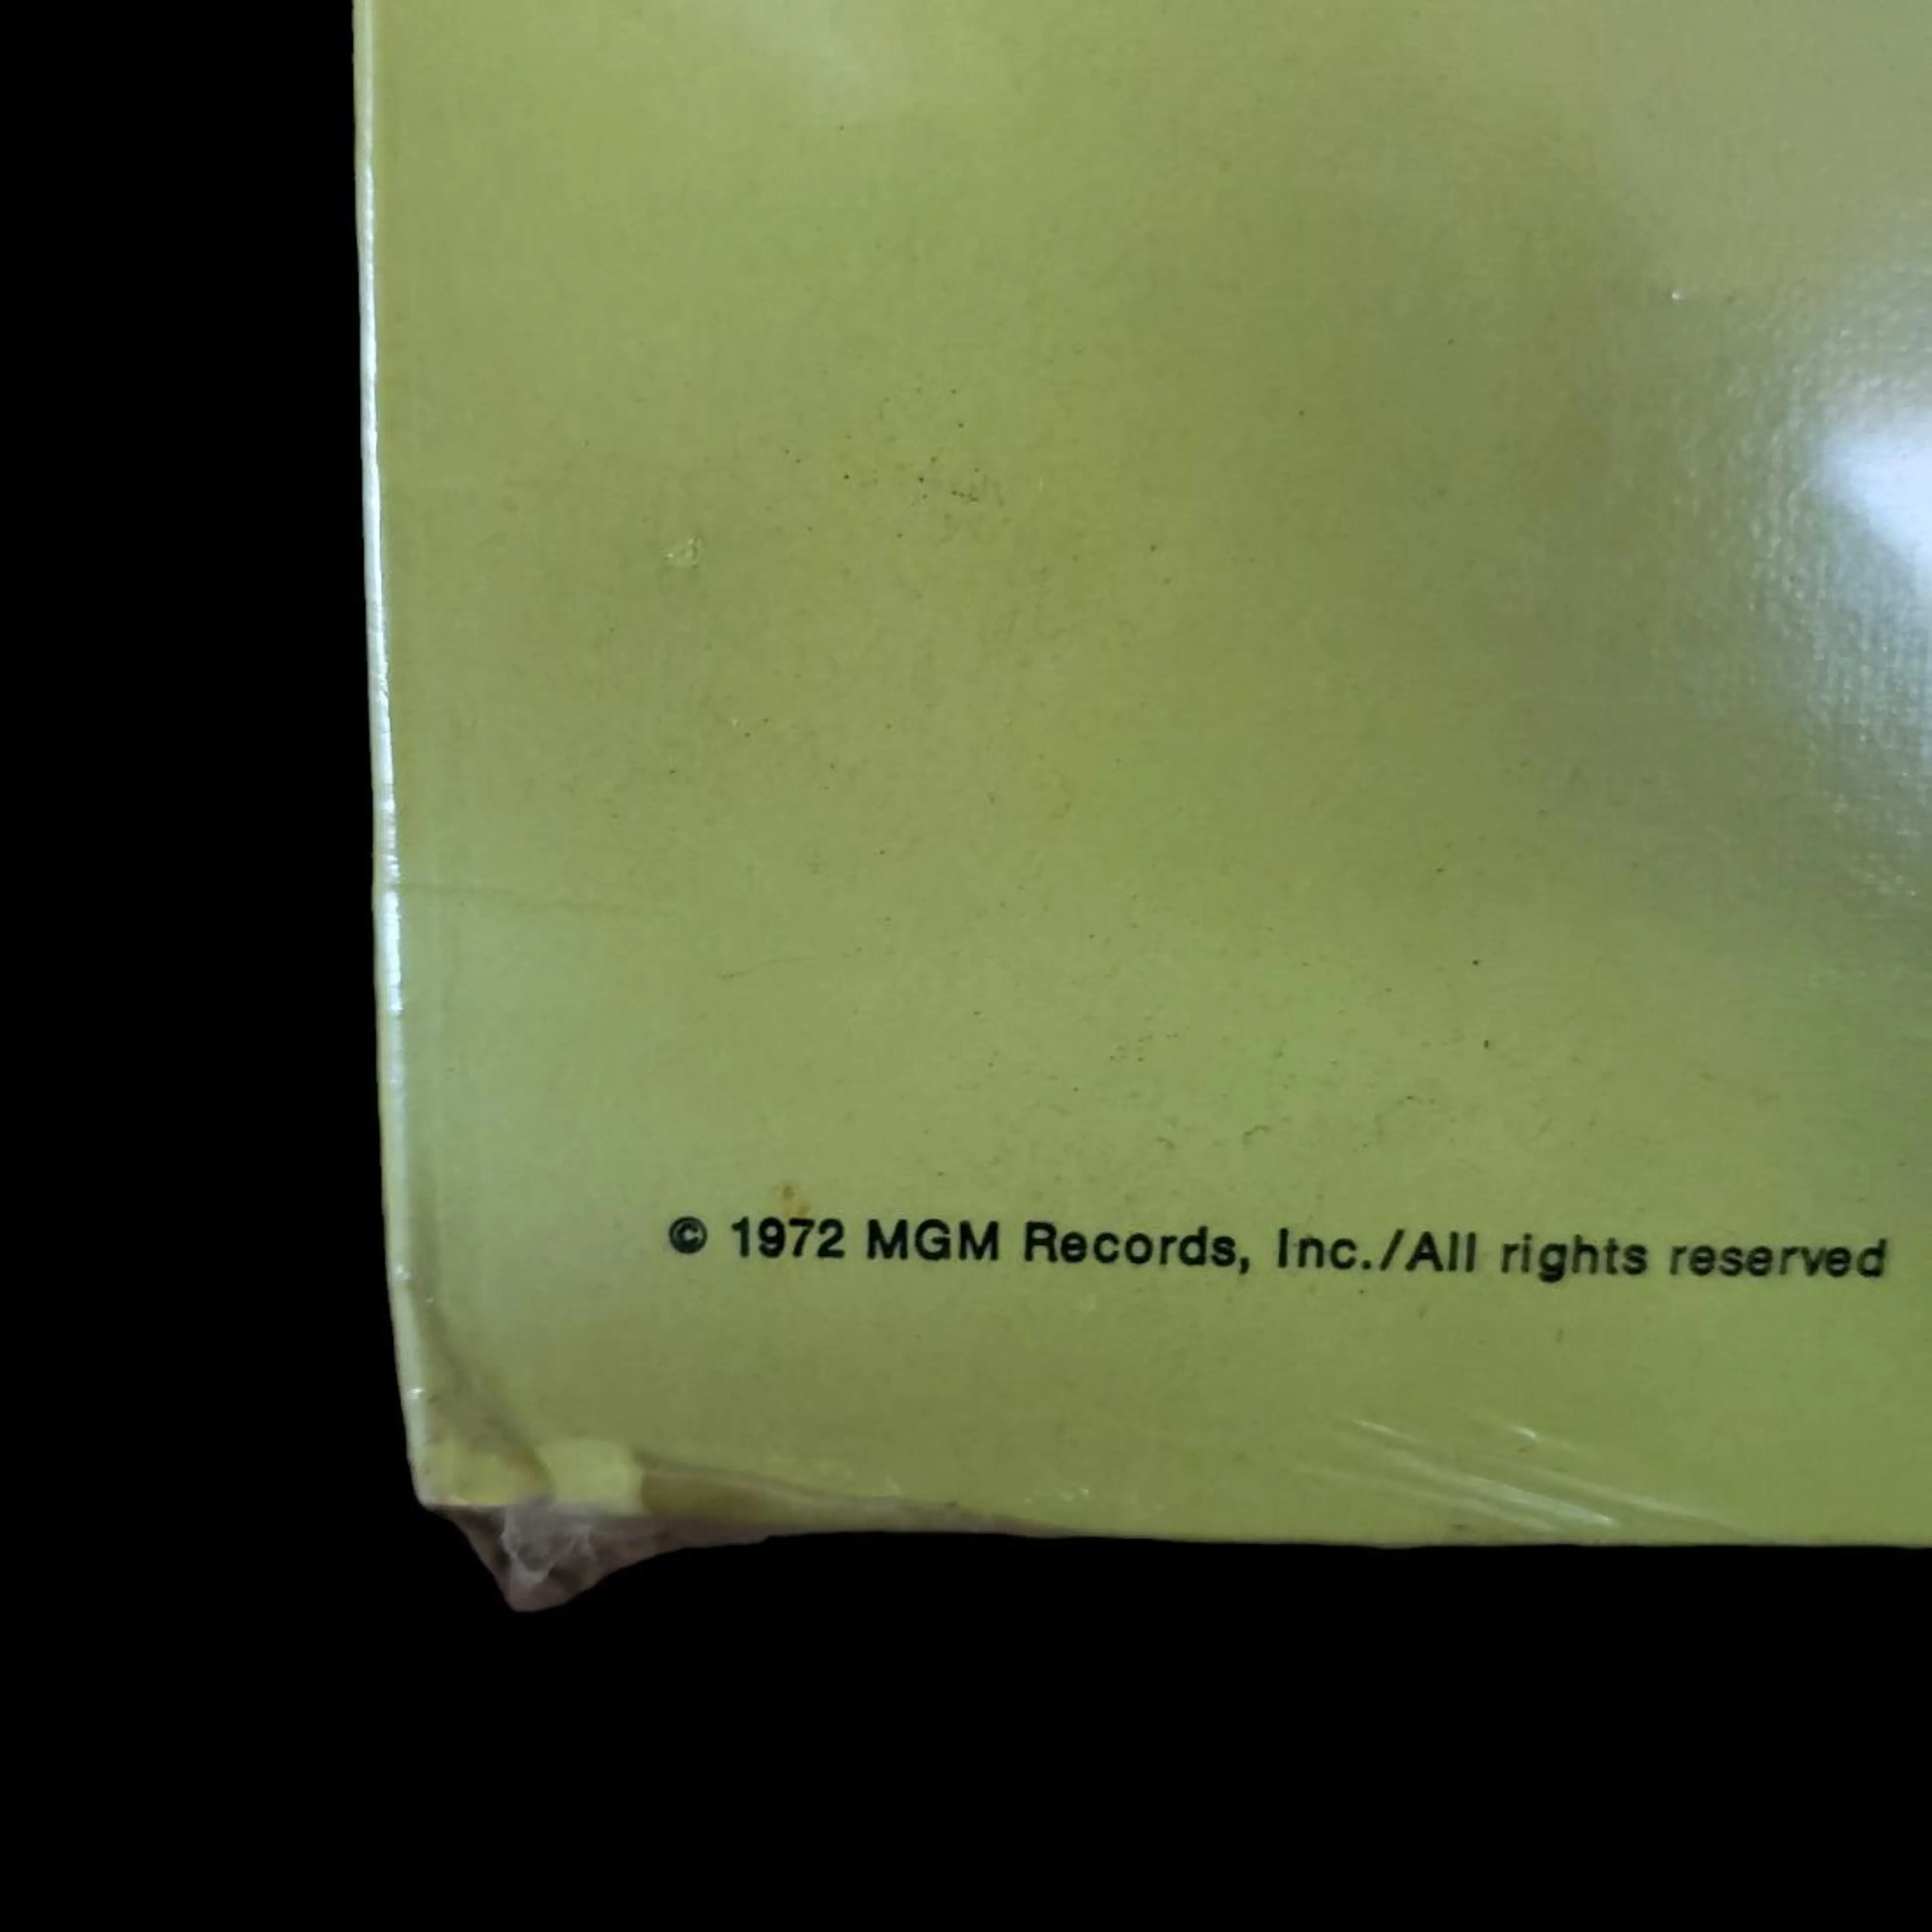 © 1972 MGM Records, Inc./All rights reserved